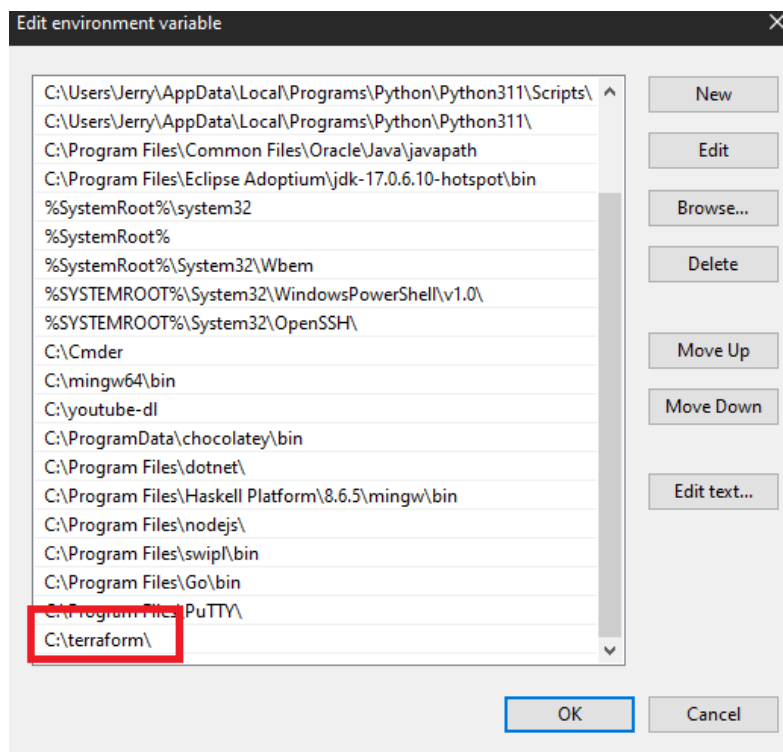 Edit environment variable
C:\Users\Jerry\AppData\Local\Programs\Python\Python311\Scripts\
C:\Users\Jerry\AppData\Local\Programs\Python\Python311\
C:\Program Files\Common Files\Oracle\Java\javapath
C:\Program Files\Eclipse Adoptium\jdk-17.0.6.10-hotspot\bin
%SystemRoot%\system32
%SystemRoot%
%SystemRoot%\System32\Wbem
%SYSTEMROOT%\System32\WindowsPowerShell\v1.0\
%SYSTEMROOT%\System32\OpenSSH\
C:\Cmder
C:\mingw64\bin
C:\youtube-dl
C:\ProgramData\chocolatey\bin
C:\Program Files\dotnet\
C:\Program Files\Haskell Platform\8.6.5\mingw\bin
C:\Program Files\nodejs\
C:\Program Files\swipl\bin
C:\Program Files\Go\bin
C:\Program Files\PuTTY\
C:\terraform\
New
Edit
Browse...
Delete
Move Up
Move Down
Edit text...
OK
Cancel